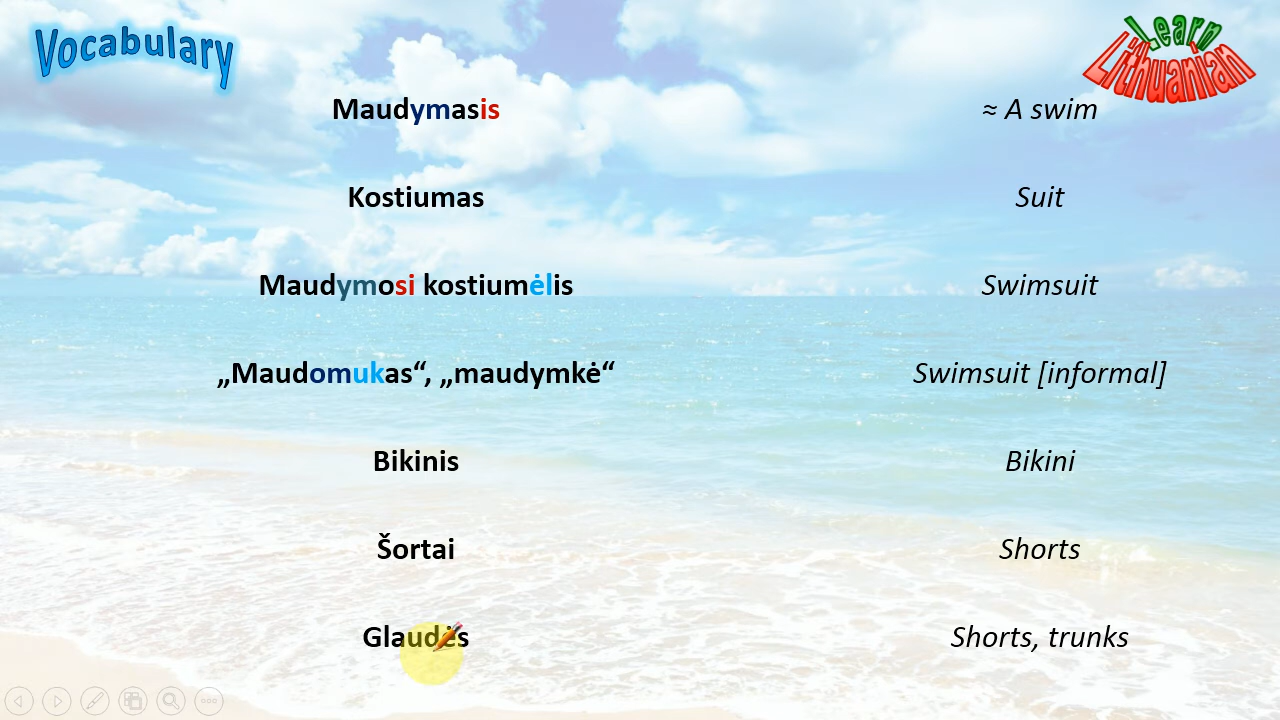 Vocabulary
Learn
Lithuanian
Maudymasis ≈ A swim
Kostiumas Suit
Maudymosi kostiumėlis Swimsuit
„Maudomukas“, „maudymkė“ Swimsuit [informal]
Bikinis Bikini
Šortai Shorts
Glaudės Shorts, trunks